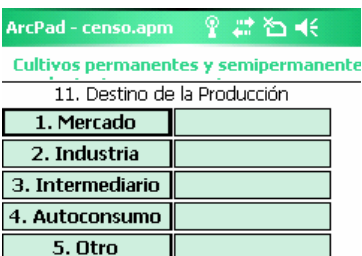 ArcPad - censo.apm
Cultivos permanentes y semipermanente
11. Destino de la Producción
1. Mercado
2. Industria
3. Intermediario
4. Autoconsumo
5. Otro